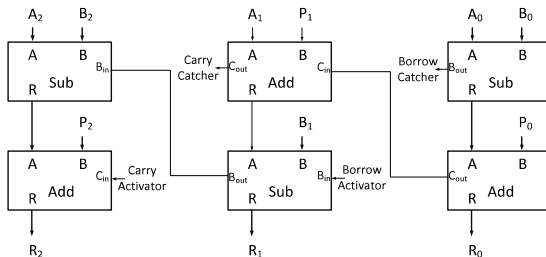 A2 B2 A1 P1 A0 B0
A B Bin
R Sub
Carry
Catcher
A B
Cout Cin
R Add
Borrow
Catcher
A B
Bout
R Sub
P2 B1 P0
A B
Cin
R Add
Carry
Activator
A B
Bout Bin
R Sub
Borrow
Activator
A B
Cout
R Add
R2 R1 R0